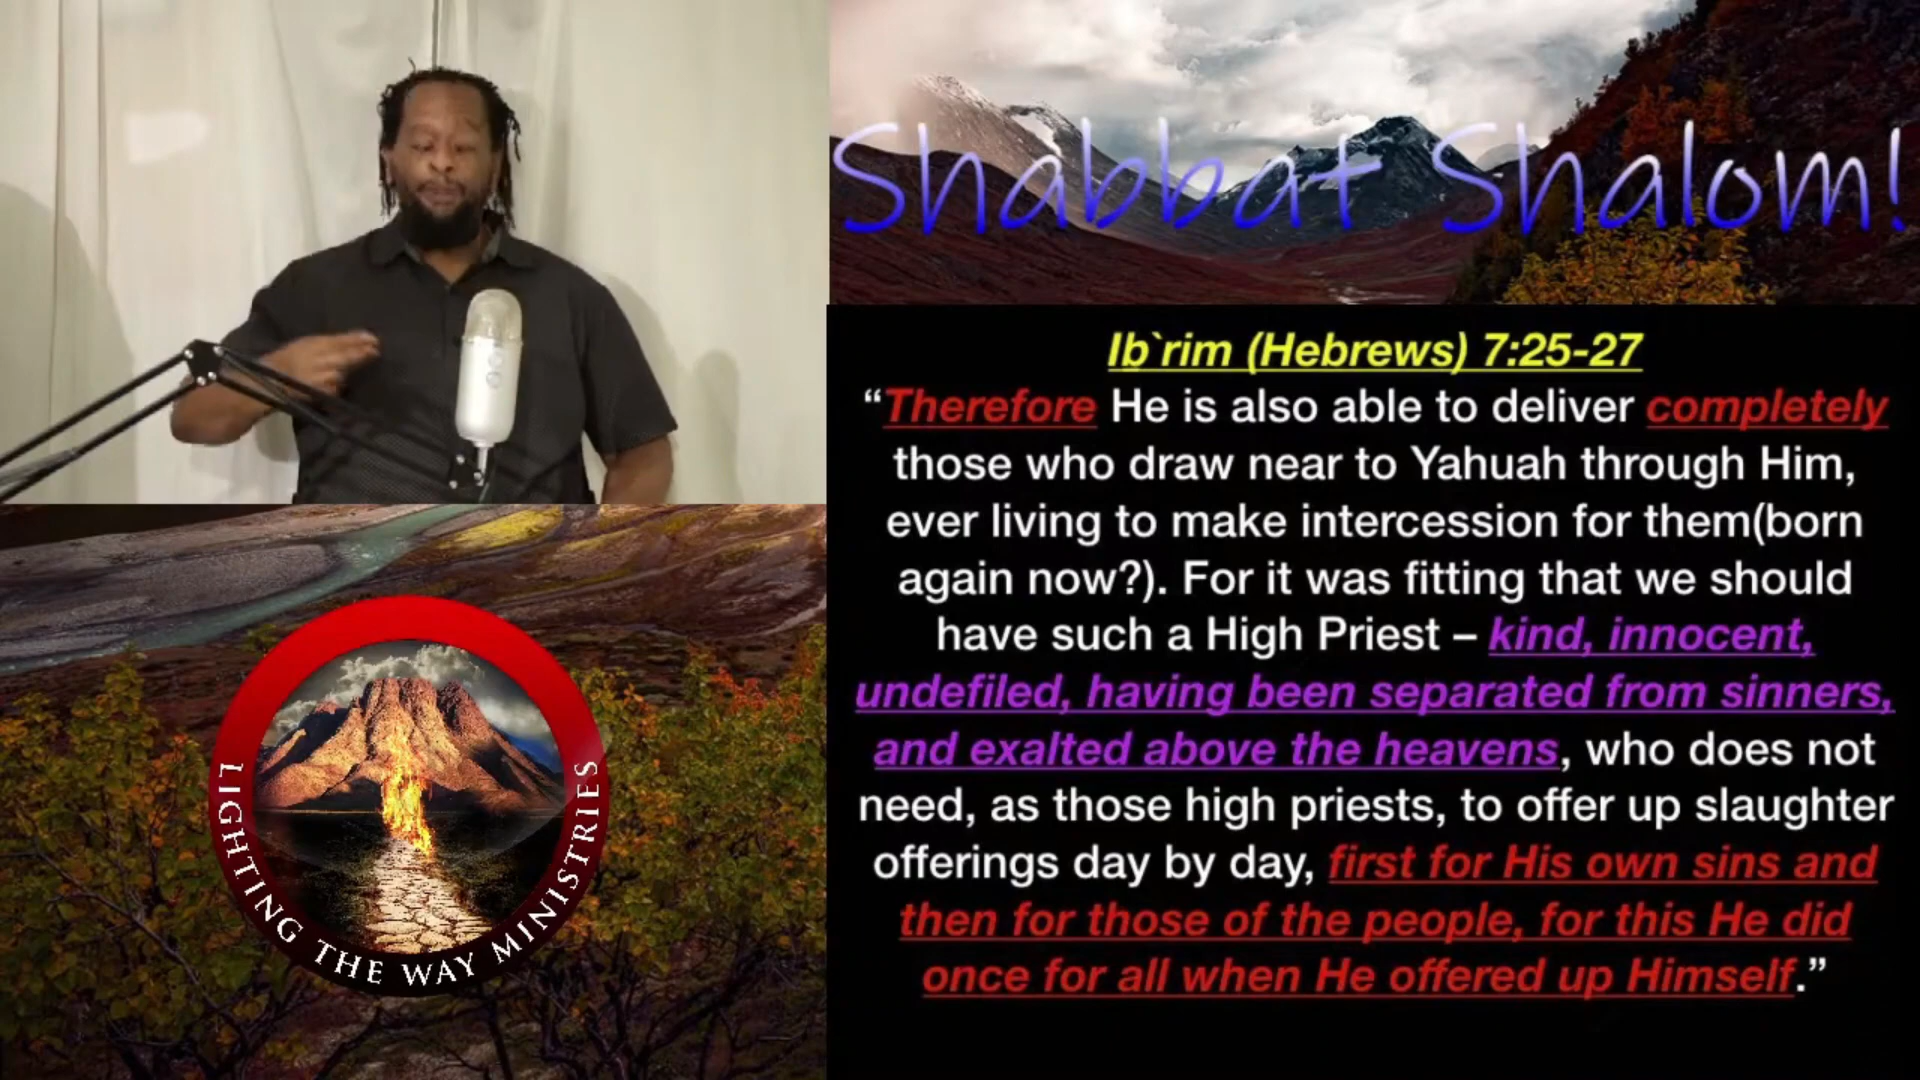 Shabbat Shalom!
Ib`rim (Hebrews) 7:25-27
“Therefore He is also able to deliver completely
those who draw near to Yahuah through Him,
ever living to make intercession for them(born
again now?). For it was fitting that we should
have such a High Priest – kind, innocent,
undefiled, having been separated from sinners,
and exalted above the heavens, who does not
need, as those high priests, to offer up slaughter
offerings day by day, first for His own sins and
then for those of the people, for this He did
once for all when He offered up Himself.”
LIGHTING THE WAY MINISTRIES